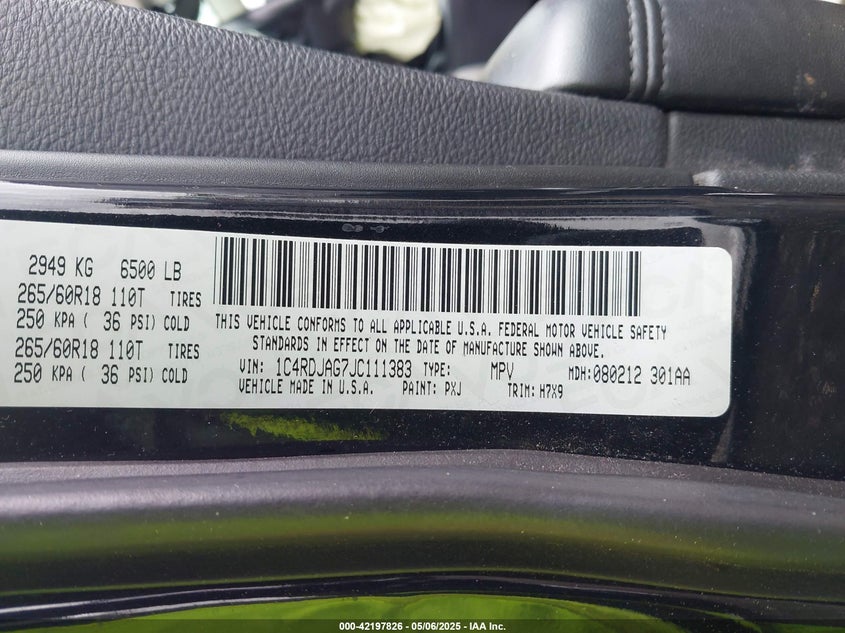 2949 KG 6500 LB
265/60R18 110T TIRES
250 KPA ( 36 PSI) COLD
265/60R18 110T TIRES
250 KPA ( 36 PSI) COLD
THIS VEHICLE CONFORMS TO ALL APPLICABLE U.S.A. FEDERAL MOTOR VEHICLE SAFETY
STANDARDS IN EFFECT ON THE DATE OF MANUFACTURE SHOWN ABOVE.
VIN: 1C4RDJAG7JC111383 TYPE: MPV MDH: 080212 301AA
VEHICLE MADE IN U.S.A. PAINT: PXJ TRIM: H7X9
000-42197826 - 05/06/2025 - IAA Inc.